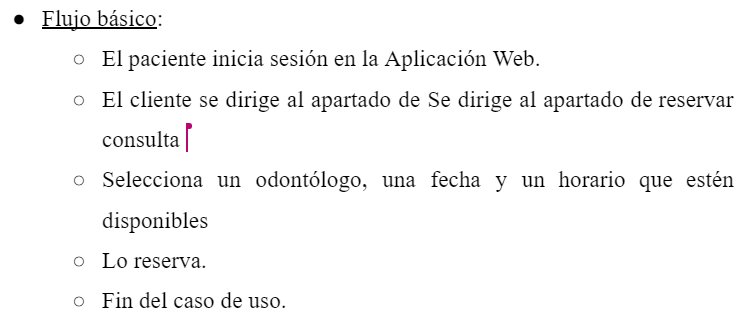 ● Flujo básico:
○ El paciente inicia sesión en la Aplicación Web.
○ El cliente se dirige al apartado de Se dirige al apartado de reservar
consulta
○ Selecciona un odontólogo, una fecha y un horario que estén
disponibles
○ Lo reserva.
○ Fin del caso de uso.